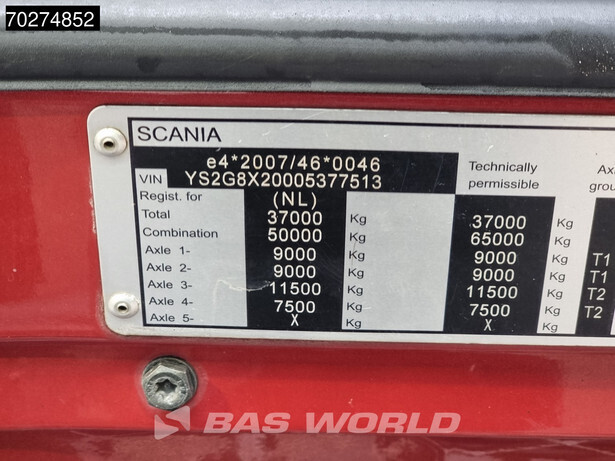 70274852
SCANIA
e4*2007/46*0046
VIN YS2G8X20005377513 Technically permissible
Regist. for (NL)
Total 37000 Kg 37000 Kg
Combination 50000 Kg 65000 Kg
Axle 1- 9000 Kg 9000 Kg T1
Axle 2- 9000 Kg 9000 Kg T1
Axle 3- 11500 Kg 11500 Kg T2
Axle 4- 7500 Kg 7500 Kg T2
Axle 5- X Kg X Kg
BAS WORLD